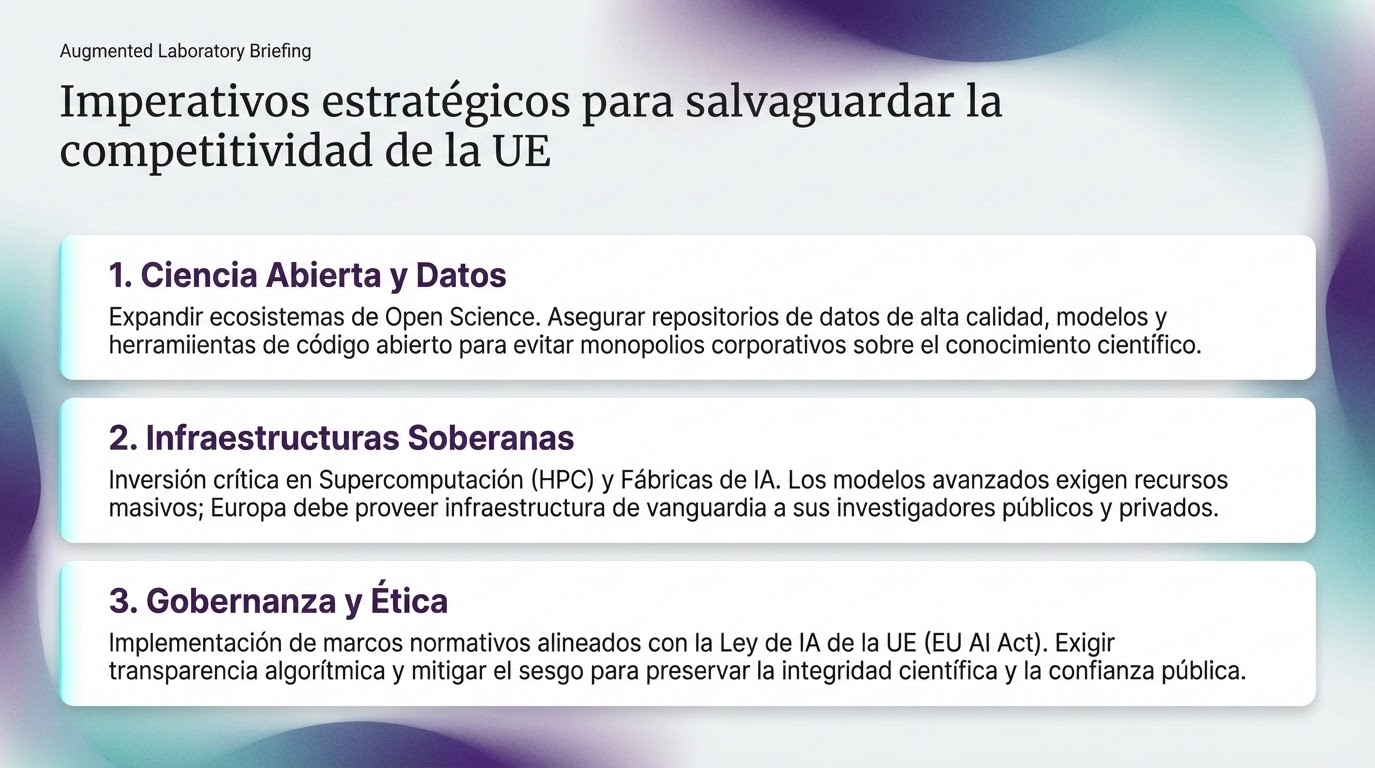 Augmented Laboratory Briefing
Imperativos estratégicos para salvaguardar la
competitividad de la UE
1. Ciencia Abierta y Datos
Expandir ecosistemas de Open Science. Asegurar repositorios de datos de alta calidad, modelos y
herramiientas de código abierto para evitar monopolios corporativos sobre el conocimiento científico.
2. Infraestructuras Soberanas
Inversión crítica en Supercomputación (HPC) y Fábricas de IA. Los modelos avanzados exigen recursos
masivos; Europa debe proveer infraestructura de vanguardia a sus investigadores públicos y privados.
3. Gobernanza y Ética
Implementación de marcos normativos alineados con la Ley de IA de la UE (EU AI Act). Exigir
transparencia algorítmica y mitigar el sesgo para preservar la integridad científica y la confianza pública.